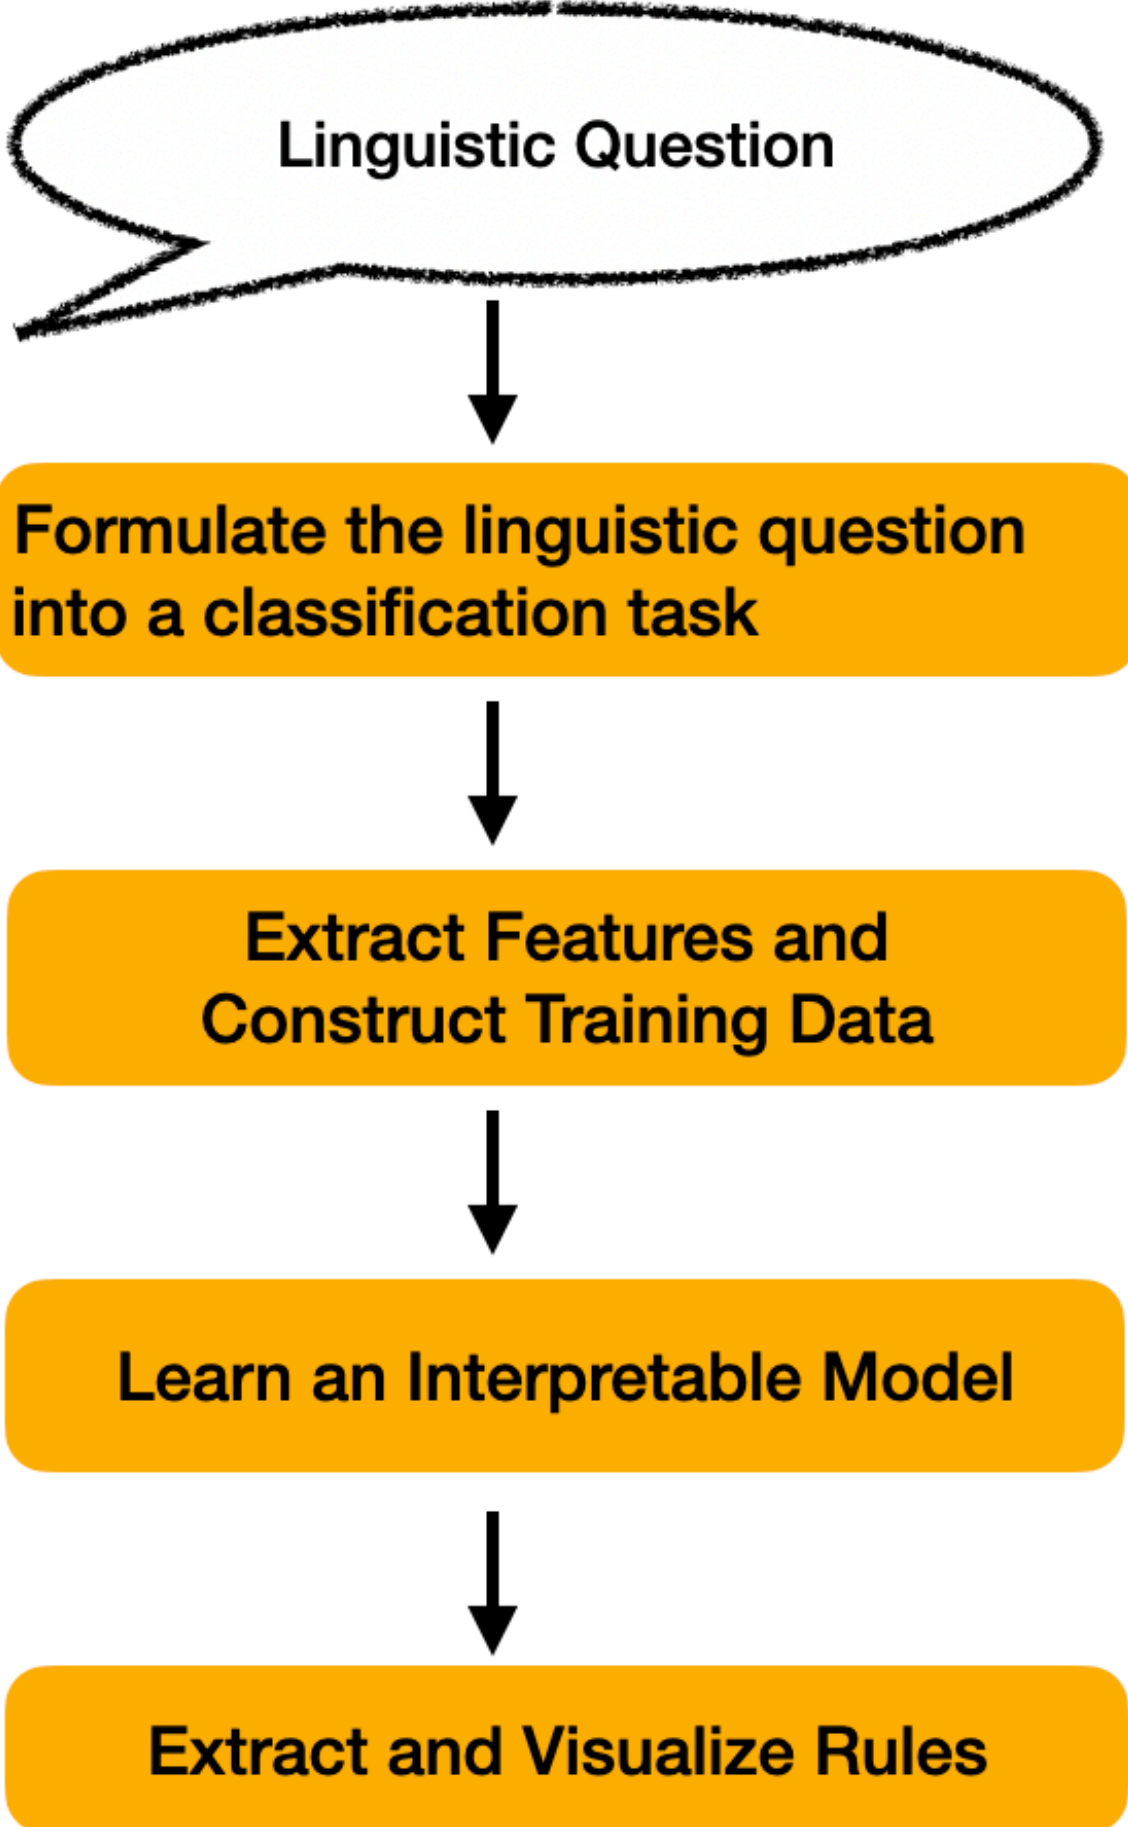 Linguistic Question
Formulate the linguistic question
into a classification task
Extract Features and
Construct Training Data
Learn an Interpretable Model
Extract and Visualize Rules